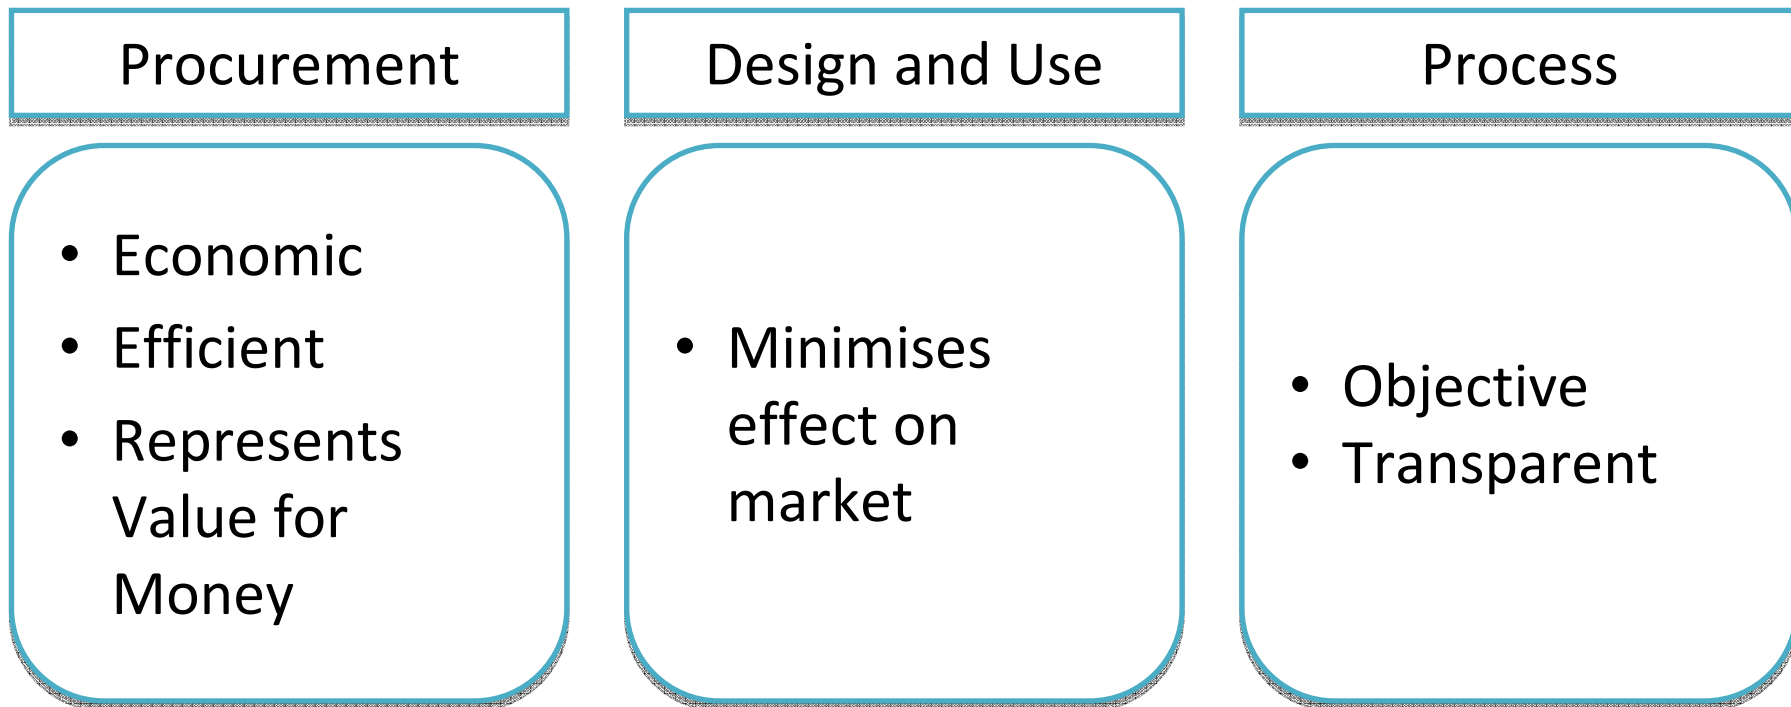 Procurement
• Economic
• Efficient
• Represents
Value for
Money
Design and Use
• Minimises
effect on
market
Process
• Objective
• Transparent